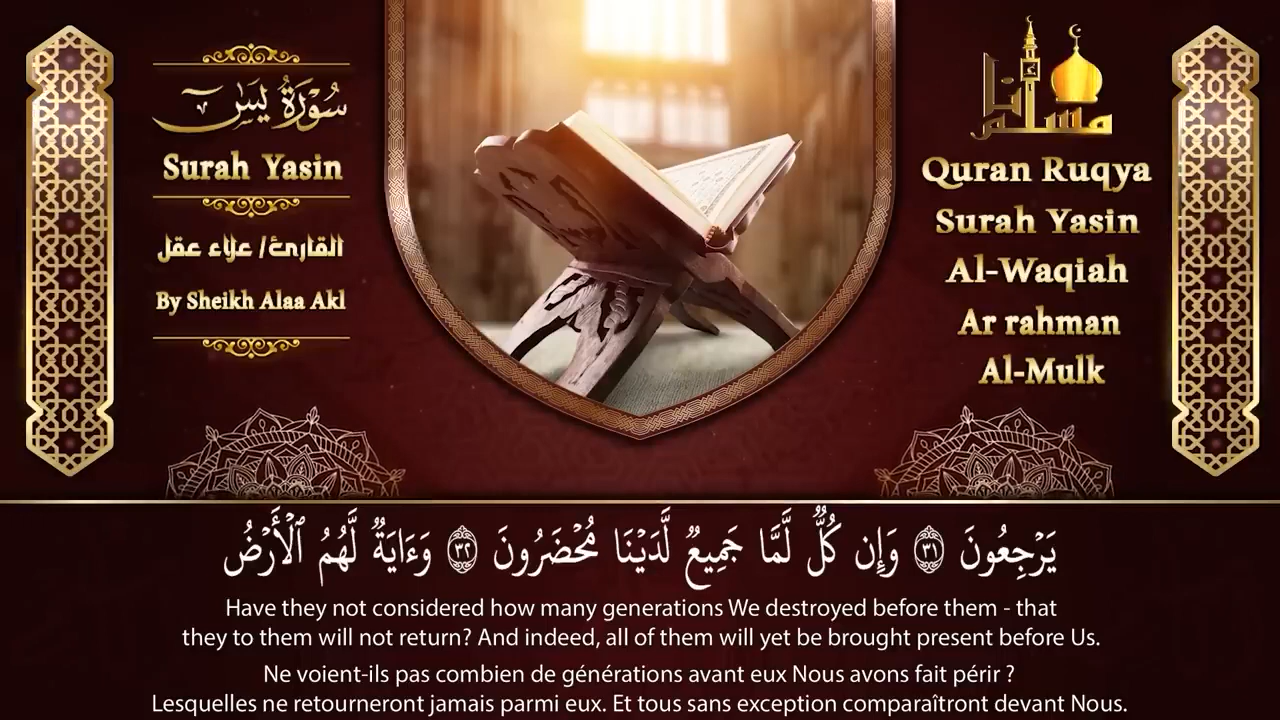 سُورَةُ يسٓ
Surah Yasin
القارئ/ علاء عقل
By Sheikh Alaa Akl
أنا مسلم
Quran Ruqya
Surah Yasin
Al-Waqiah
Ar rahman
Al-Mulk
يَرْجِعُونَ ٣١ وَإِن كُلٌّ لَّمَّا جَمِيعٌ لَّدَيْنَا مُحْضَرُونَ ٣٢ وَءَايَةٌ لَّهُمُ ٱلْأَرْضُ
Have they not considered how many generations We destroyed before them - that
they to them will not return? And indeed, all of them will yet be brought present before Us.
Ne voient-ils pas combien de générations avant eux Nous avons fait périr ?
Lesquelles ne retourneront jamais parmi eux. Et tous sans exception comparaîtront devant Nous.